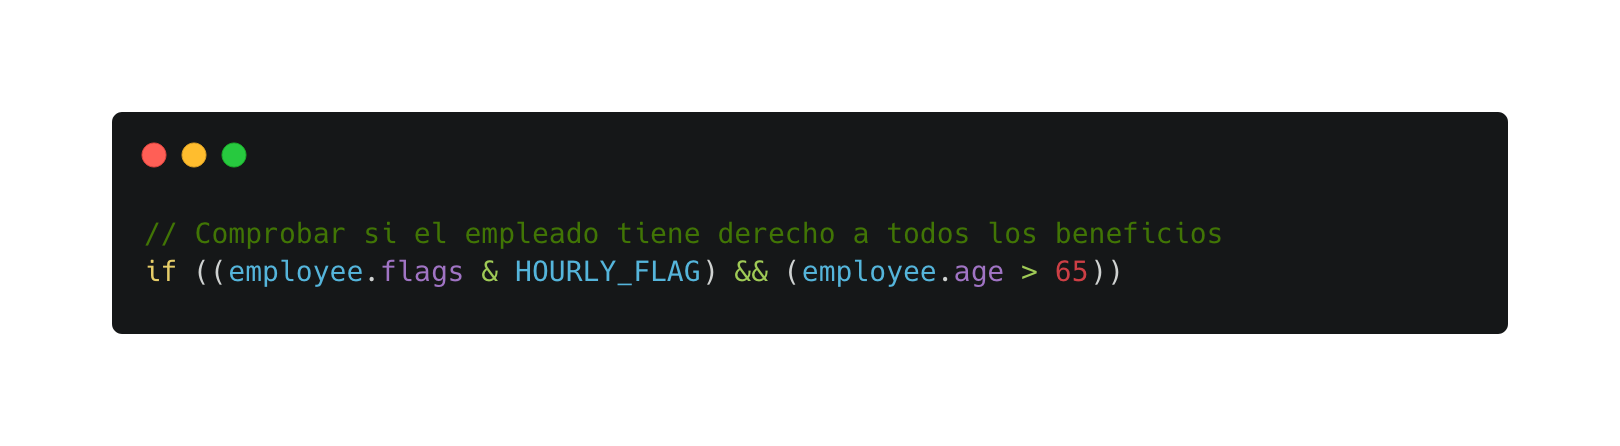 // Comprobar si el empleado tiene derecho a todos los beneficios
if ((employee.flags & HOURLY_FLAG) && (employee.age > 65))